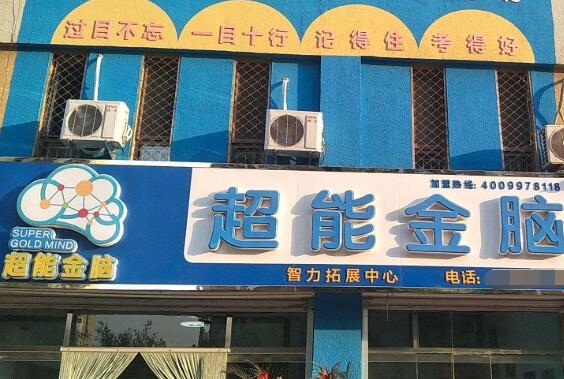 过目不忘 一目十行 记得住 考得好
加盟热线: 4009978118
超能金脑
SUPER
GOLD MIND
超能金脑
智力拓展中心 电话: